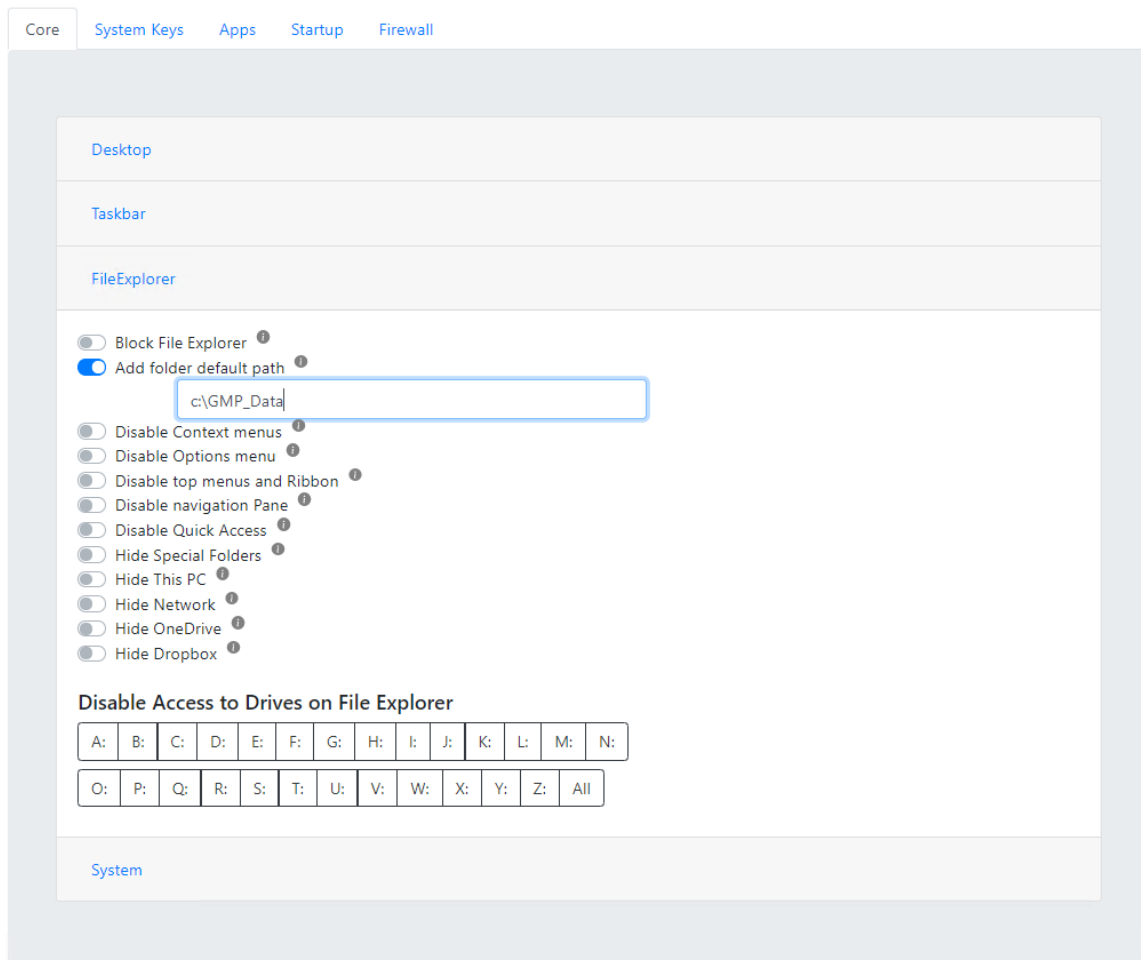 Core System Keys Apps Startup Firewall
Desktop
Taskbar
FileExplorer
Block File Explorer i
Add folder default path i
c:\GMP_Data
Disable Context menus i
Disable Options menu i
Disable top menus and Ribbon i
Disable navigation Pane i
Disable Quick Access i
Hide Special Folders i
Hide This PC i
Hide Network i
Hide OneDrive i
Hide Dropbox i
Disable Access to Drives on File Explorer
A: B: C: D: E: F: G: H: I: J: K: L: M: N:
O: P: Q: R: S: T: U: V: W: X: Y: Z: All
System